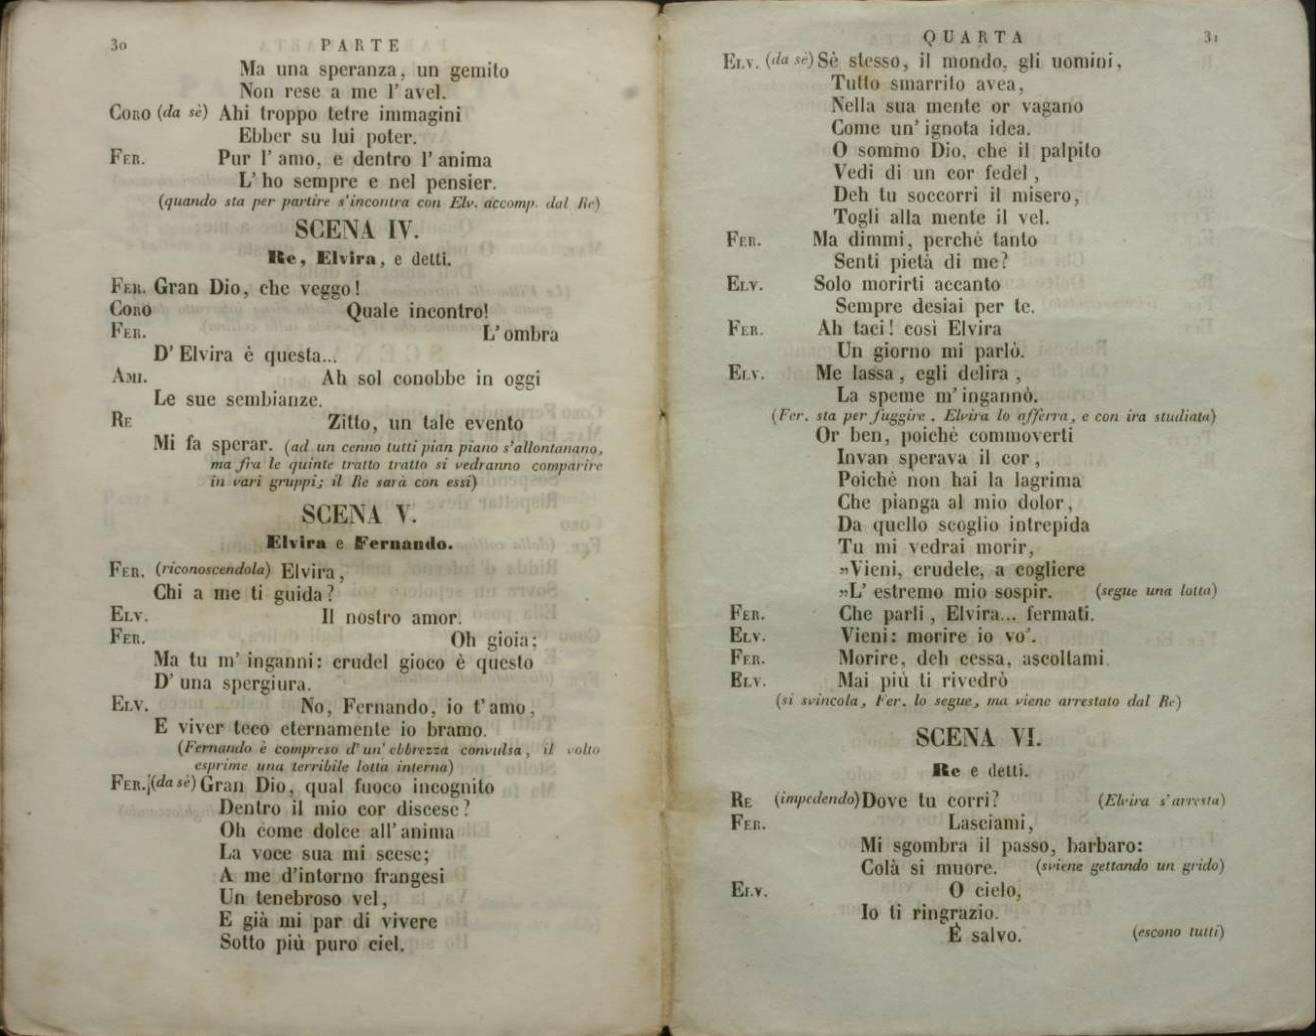 30
PARTE
Ma una speranza, un gemito
Non rese a me l'avel.
CORO (da sè) Ahi troppo tetre immagini
Ebber su lui poter.
FER. Pur l'amo, e dentro l'anima
L'ho sempre e nel pensier.
(quando sta per partire s'incontra con Elv. accomp. dal Re)
SCENA IV.
Re, Elvira, e detti.
FER. Gran Dio, che veggo!
CORO Quale incontro!
FER. L'ombra
D'Elvira è questa...
AMI. Ah sol conobbe in oggi
Le sue sembianze.
RE Zitto, un tale evento
Mi fa sperar. (ad un cenno tutti pian piano s'allontanano,
ma fra le quinte tratto tratto si vedranno comparire
in vari gruppi; il Re sarà con essi)
SCENA V.
Elvira e Fernando.
FER. (riconoscendola) Elvira,
Chi a me ti guida?
ELV. Il nostro amor.
FER. Oh gioia;
Ma tu m'inganni: crudel gioco è questo
D'una spergiura.
ELV. No, Fernando, io t'amo,
E viver teco eternamente io bramo.
(Fernando è compreso d'un'ebbrezza convulsa, il volto
esprime una terribile lotta interna)
FER. (da sè) Gran Dio, qual fuoco incognito
Dentro il mio cor discese?
Oh come dolce all'anima
La voce sua mi scese;
A me d'intorno frangesi
Un tenebroso vel,
E già mi par di vivere
Sotto più puro ciel.
QUARTA
31
ELV. (da sè) Sè stesso, il mondo, gli uomini,
Tutto smarrito avea,
Nella sua mente or vagano
Come un'ignota idea.
O sommo Dio, che il palpito
Vedi di un cor fedel,
Deh tu soccorri il misero,
Togli alla mente il vel.
FER. Ma dimmi, perchè tanto
Senti pietà di me?
ELV. Solo morirti accanto
Sempre desiai per te.
FER. Ah taci! così Elvira
Un giorno mi parlò.
ELV. Me lassa, egli delira,
La speme m'ingannò.
(Fer. sta per fuggire. Elvira lo afferra, e con ira studiata)
Or ben, poichè commoverti
Invan sperava il cor,
Poichè non hai la lagrima
Che pianga al mio dolor,
Da quello scoglio intrepida
Tu mi vedrai morir,
»Vieni, crudele, a cogliere
»L'estremo mio sospir. (segue una lotta)
FER. Che parli, Elvira... fermati.
ELV. Vieni: morire io vo'.
FER. Morire, deh cessa, ascoltami.
ELV. Mai più ti rivedrò
(si svincola, Fer. lo segue, ma viene arrestato dal Re)
SCENA VI.
Re e detti.
RE (impedendo) Dove tu corri? (Elvira s'arresta)
FER. Lasciami,
Mi sgombra il passo, barbaro:
Colà si muore. (sviene gettando un grido)
ELV. O cielo,
Io ti ringrazio.
È salvo. (escono tutti)